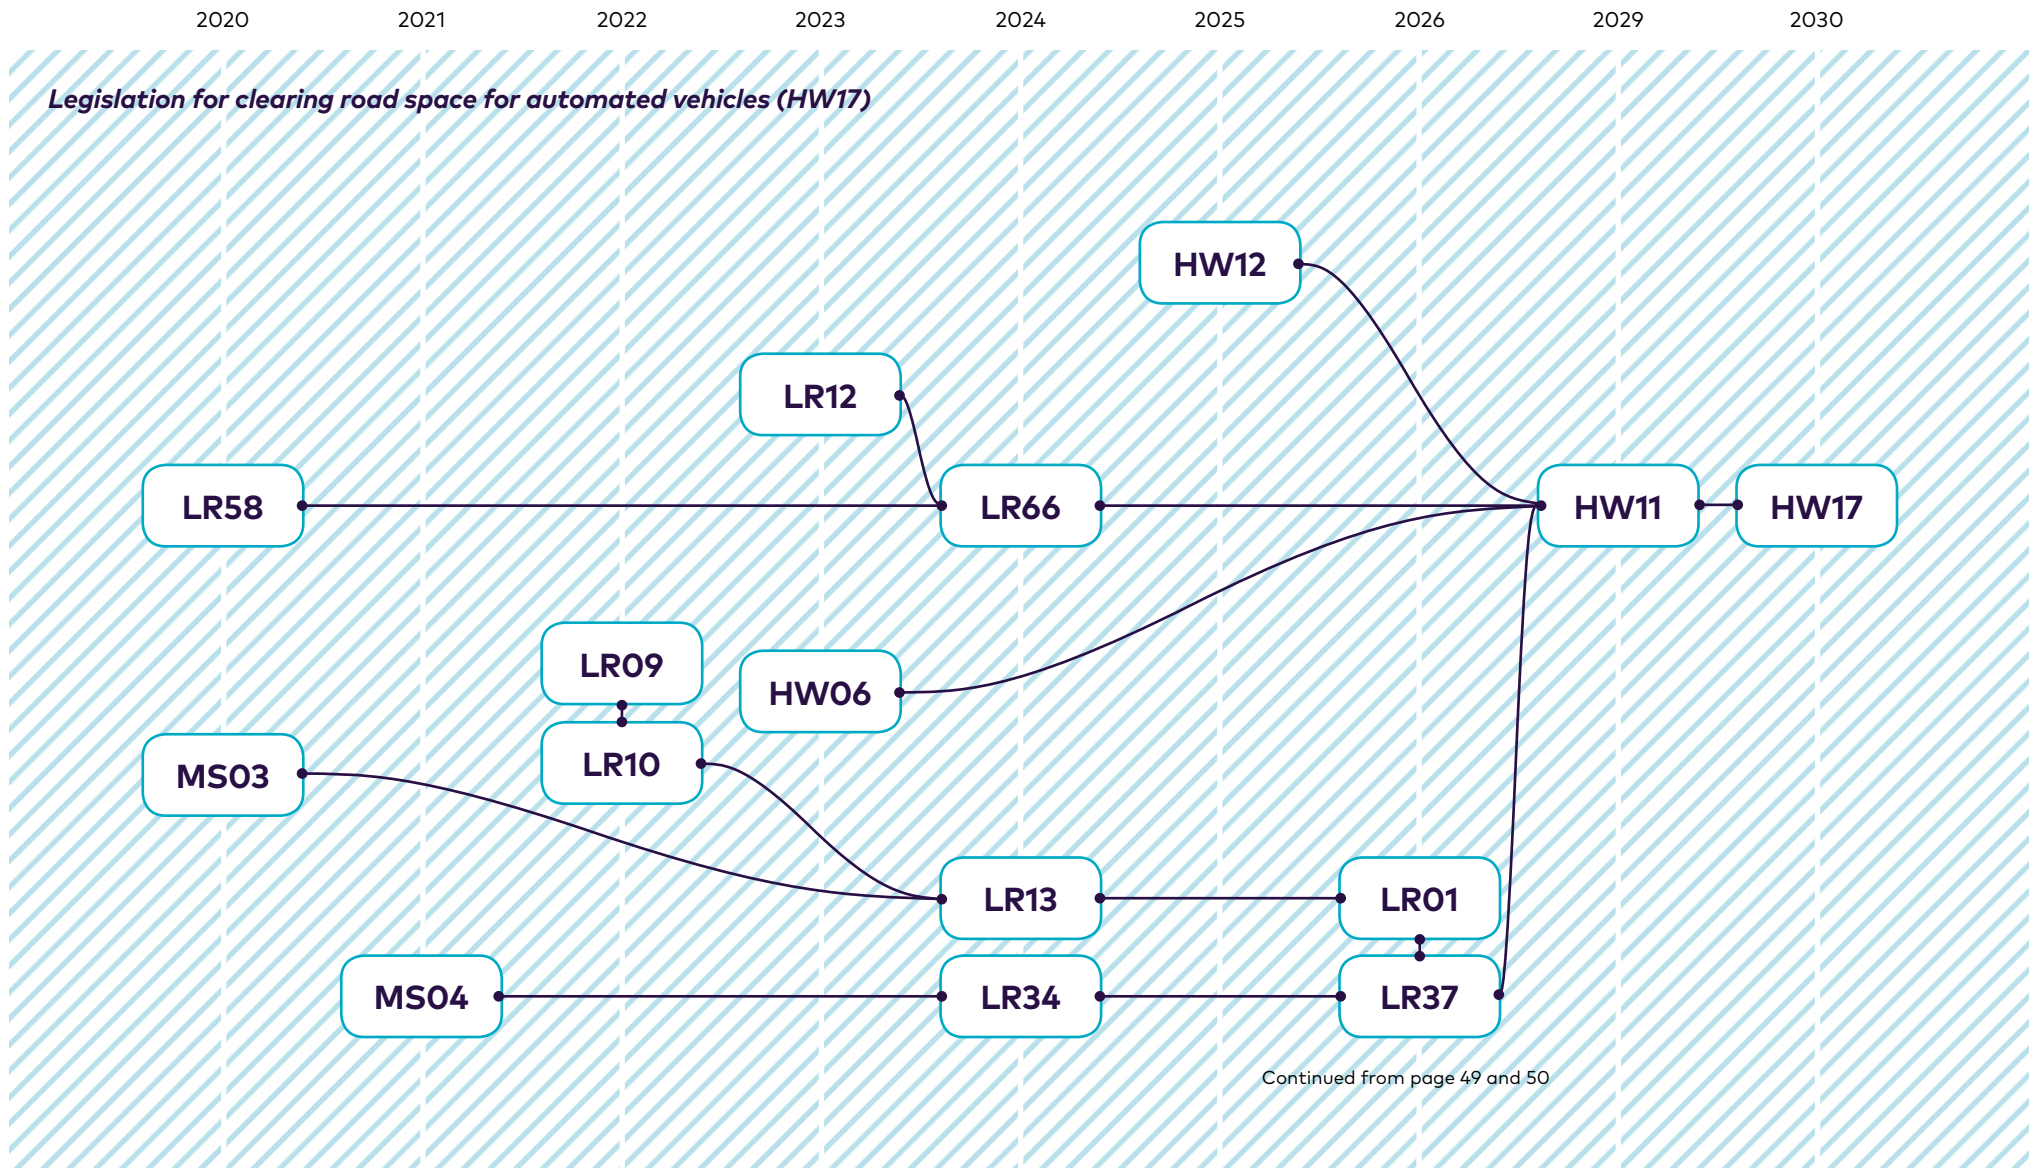 2020 2021 2022 2023 2024 2025 2026 2029 2030
Legislation for clearing road space for automated vehicles (HW17)
HW12
LR12
LR58 LR66 HW11 HW17
LR09
HW06
LR10
MS03
LR13 LR01
MS04 LR34 LR37
Continued from page 49 and 50